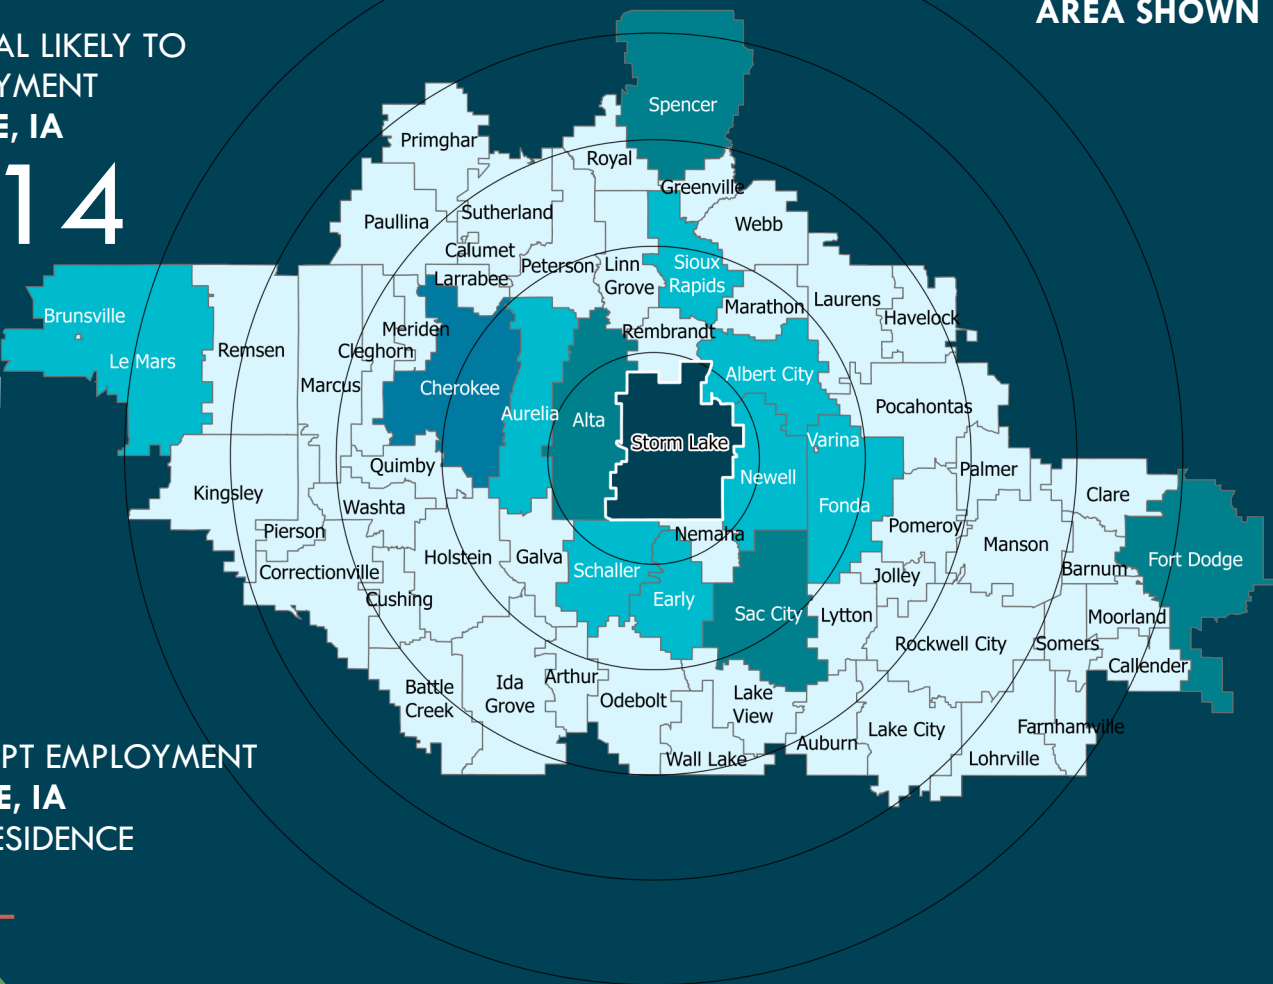 AREA SHOWN
AL LIKELY TO
YMENT
E, IA
14
Spencer
Primghar
Royal
Greenville
Paullina
Sutherland
Webb
Calumet
Peterson
Linn
Grove
Sioux
Rapids
Larrabee
Marathon
Laurens
Havelock
Brunsville
Le Mars
Remsen
Meriden
Cleghorn
Marcus
Rembrandt
Cherokee
Albert City
Aurelia
Alta
Pocahontas
Storm Lake
Varina
Quimby
Newell
Palmer
Kingsley
Washta
Fonda
Clare
Pierson
Nemaha
Pomeroy
Manson
Holstein
Galva
Schaller
Fort Dodge
Correctionville
Jolley
Barnum
Cushing
Early
Sac City
Lytton
Moorland
Rockwell City
Somers
Callender
Arthur
Battle
Creek
Ida
Grove
Odebolt
Lake
View
Lake City
Farnhamville
Auburn
Wall Lake
Lohrville
PT EMPLOYMENT
E, IA
ESIDENCE